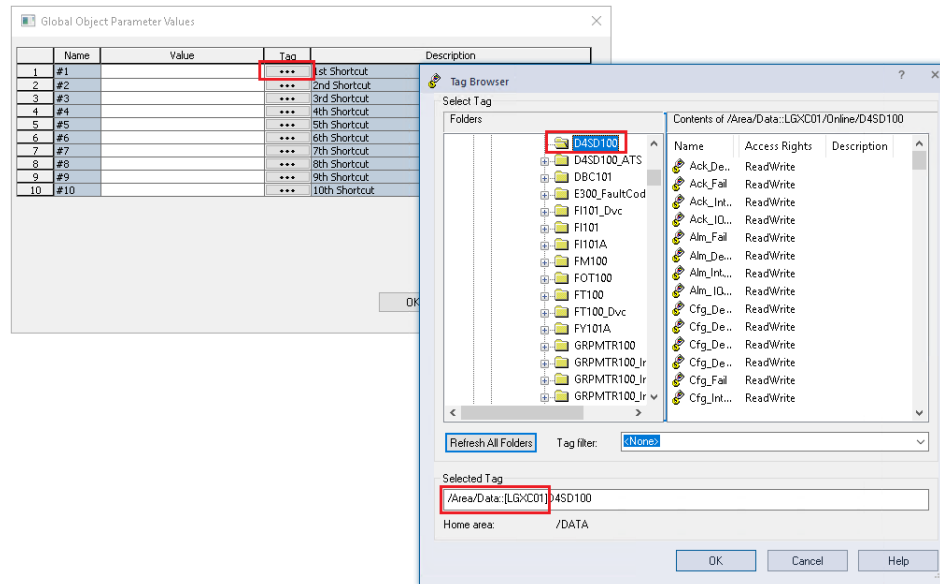 Global Object Parameter Values
Name Value Tag Description
1 #1 ••• 1st Shortcut
2 #2 ••• 2nd Shortcut
3 #3 ••• 3rd Shortcut
4 #4 ••• 4th Shortcut
5 #5 ••• 5th Shortcut
6 #6 ••• 6th Shortcut
7 #7 ••• 7th Shortcut
8 #8 ••• 8th Shortcut
9 #9 ••• 9th Shortcut
10 #10 ••• 10th Shortcut
OK
Tag Browser
Select Tag
Folders
D4SD100
D4SD100_ATS
DBC101
E300_FaultCod
FI101_Dvc
FI101
FI101A
FM100
FOT100
FT100
FT100_Dvc
FY101A
GRPMTR100
GRPMTR100_Ir
GRPMTR100_Ir
GRPMTR100_Ir
Contents of /Area/Data::LGXC01/Online/D4SD100
Name Access Rights Description
Ack_De.. ReadWrite
Ack_Fail ReadWrite
Ack_Int.. ReadWrite
Ack_IO... ReadWrite
Alm_Fail ReadWrite
Alm_De... ReadWrite
Alm_Int... ReadWrite
Alm_IO... ReadWrite
Cfg_De.. ReadWrite
Cfg_De.. ReadWrite
Cfg_De.. ReadWrite
Cfg_De.. ReadWrite
Cfg_Fail ReadWrite
Cfg_Int... ReadWrite
Refresh All Folders Tag filter: <None>
Selected Tag
/Area/Data::[LGXC01]D4SD100
Home area: /DATA
OK Cancel Help